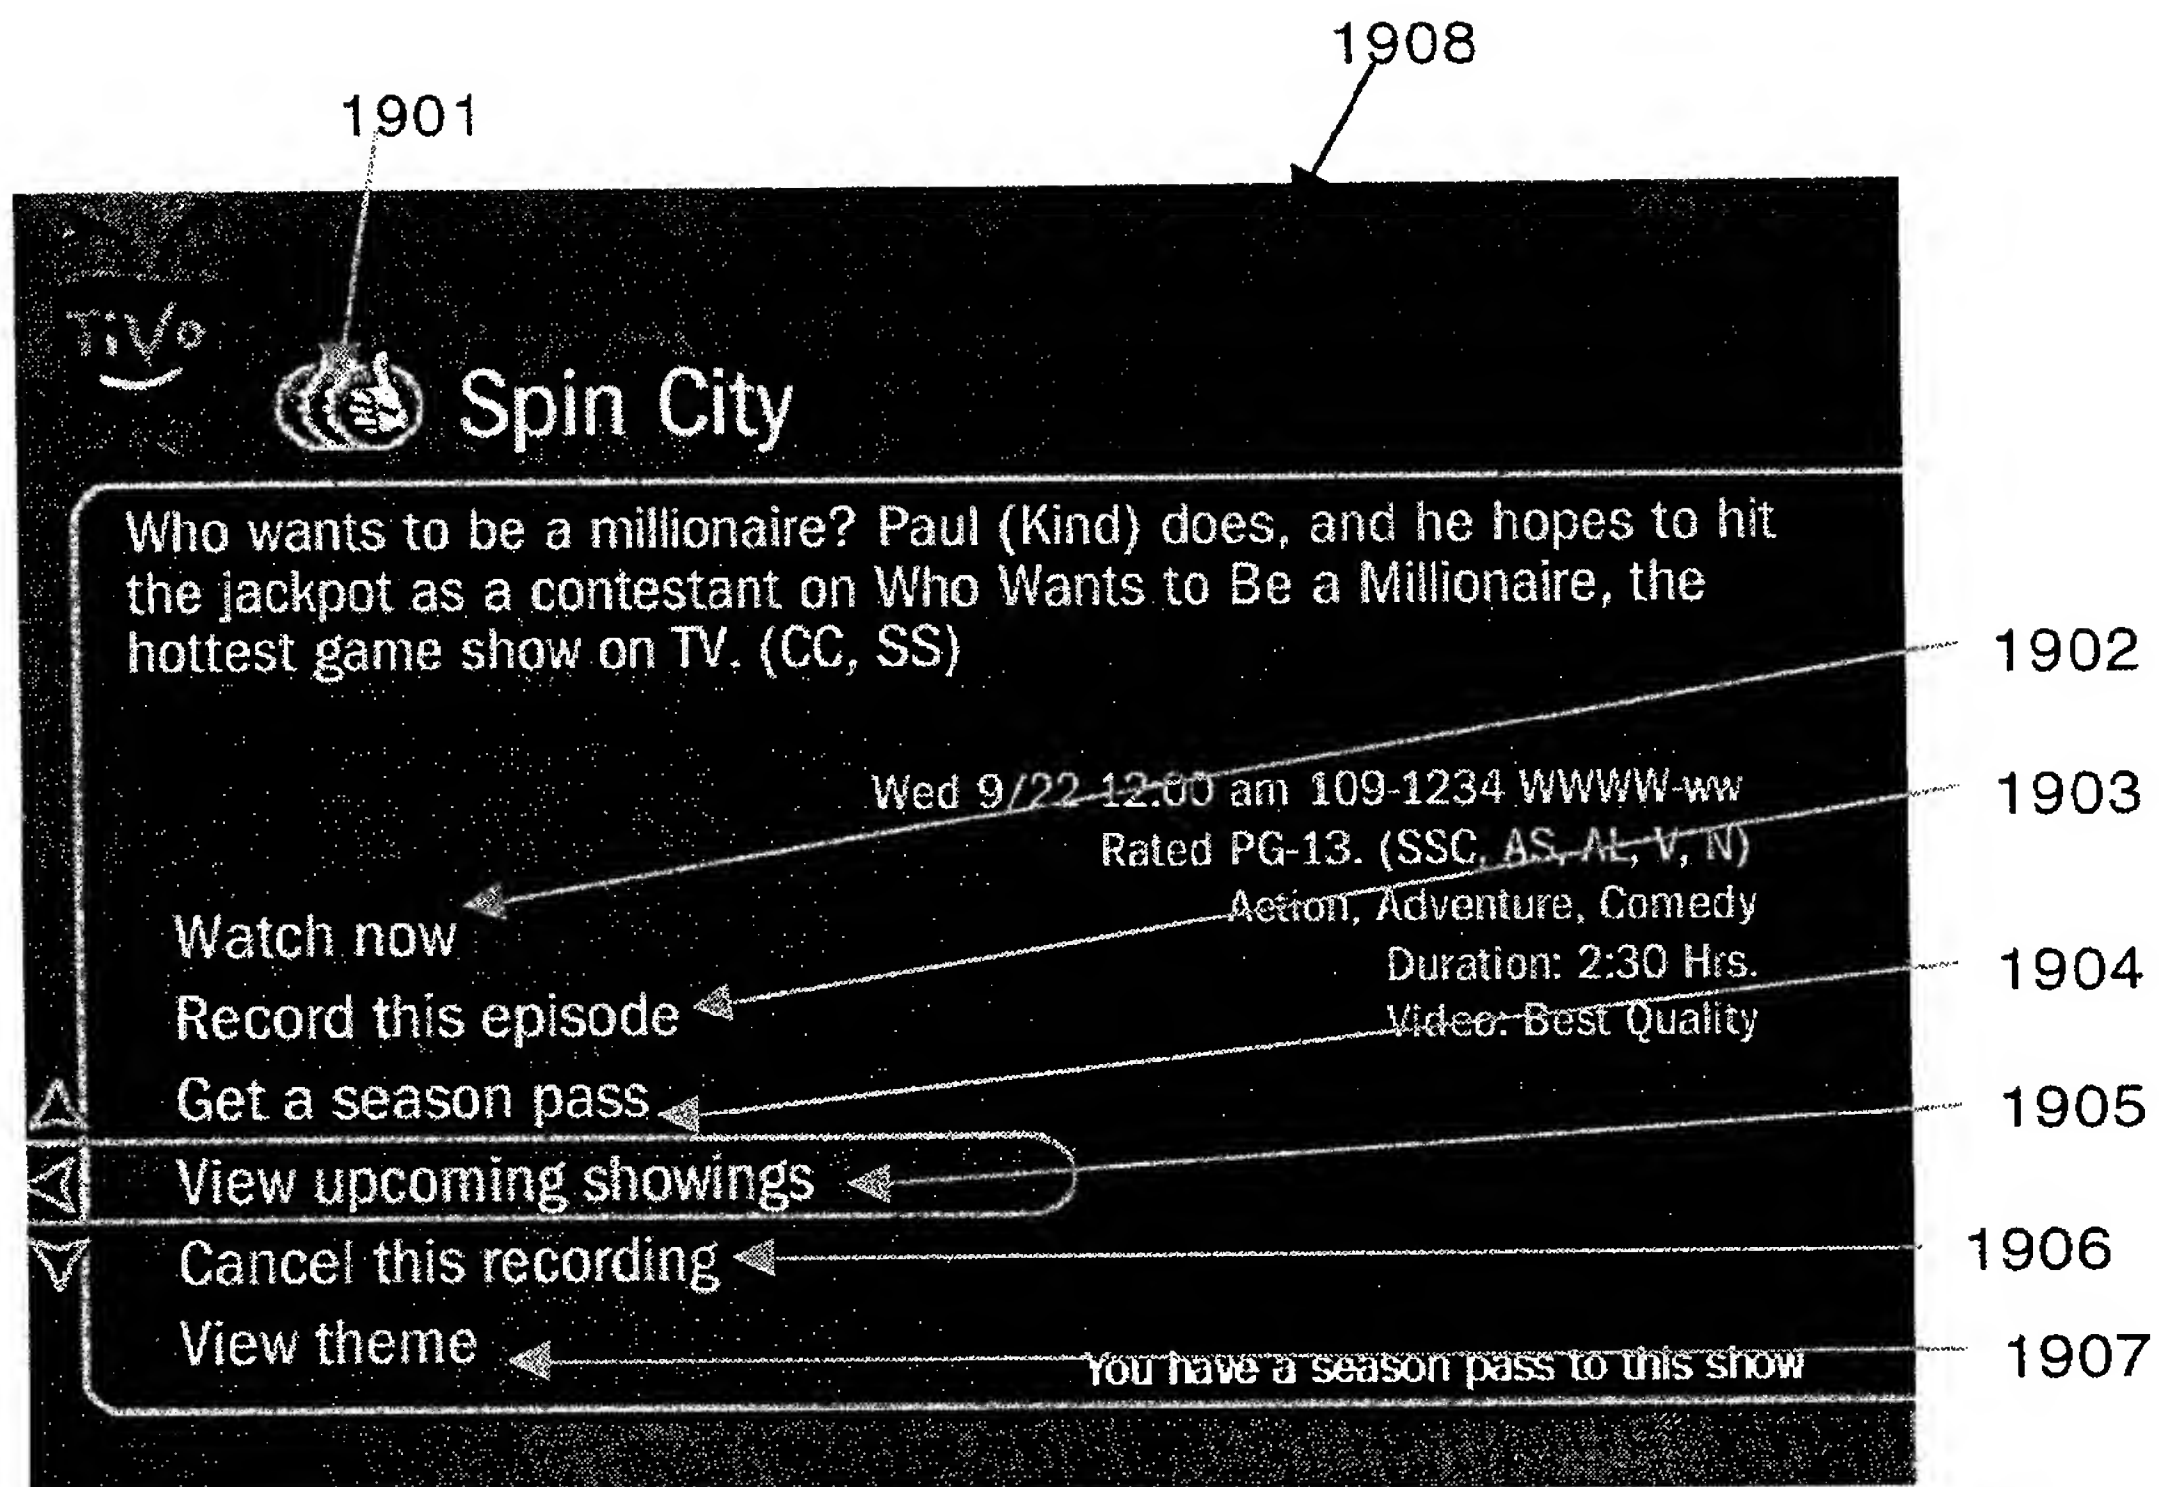 1908
1901
TiVo
Spin City
Who wants to be a millionaire? Paul (Kind) does, and he hopes to hit
the jackpot as a contestant on Who Wants to Be a Millionaire, the
hottest game show on TV. (CC, SS)
1902
Wed 9/22 12:00 am 109-1234 WWWW-ww
1903
Rated PG-13. (SSC, AS, AL, V, N)
Action, Adventure, Comedy
Watch now
Duration: 2:30 Hrs.
1904
Record this episode
Video: Best Quality
Get a season pass
1905
View upcoming showings
1906
Cancel this recording
View theme
1907
You have a season pass to this show